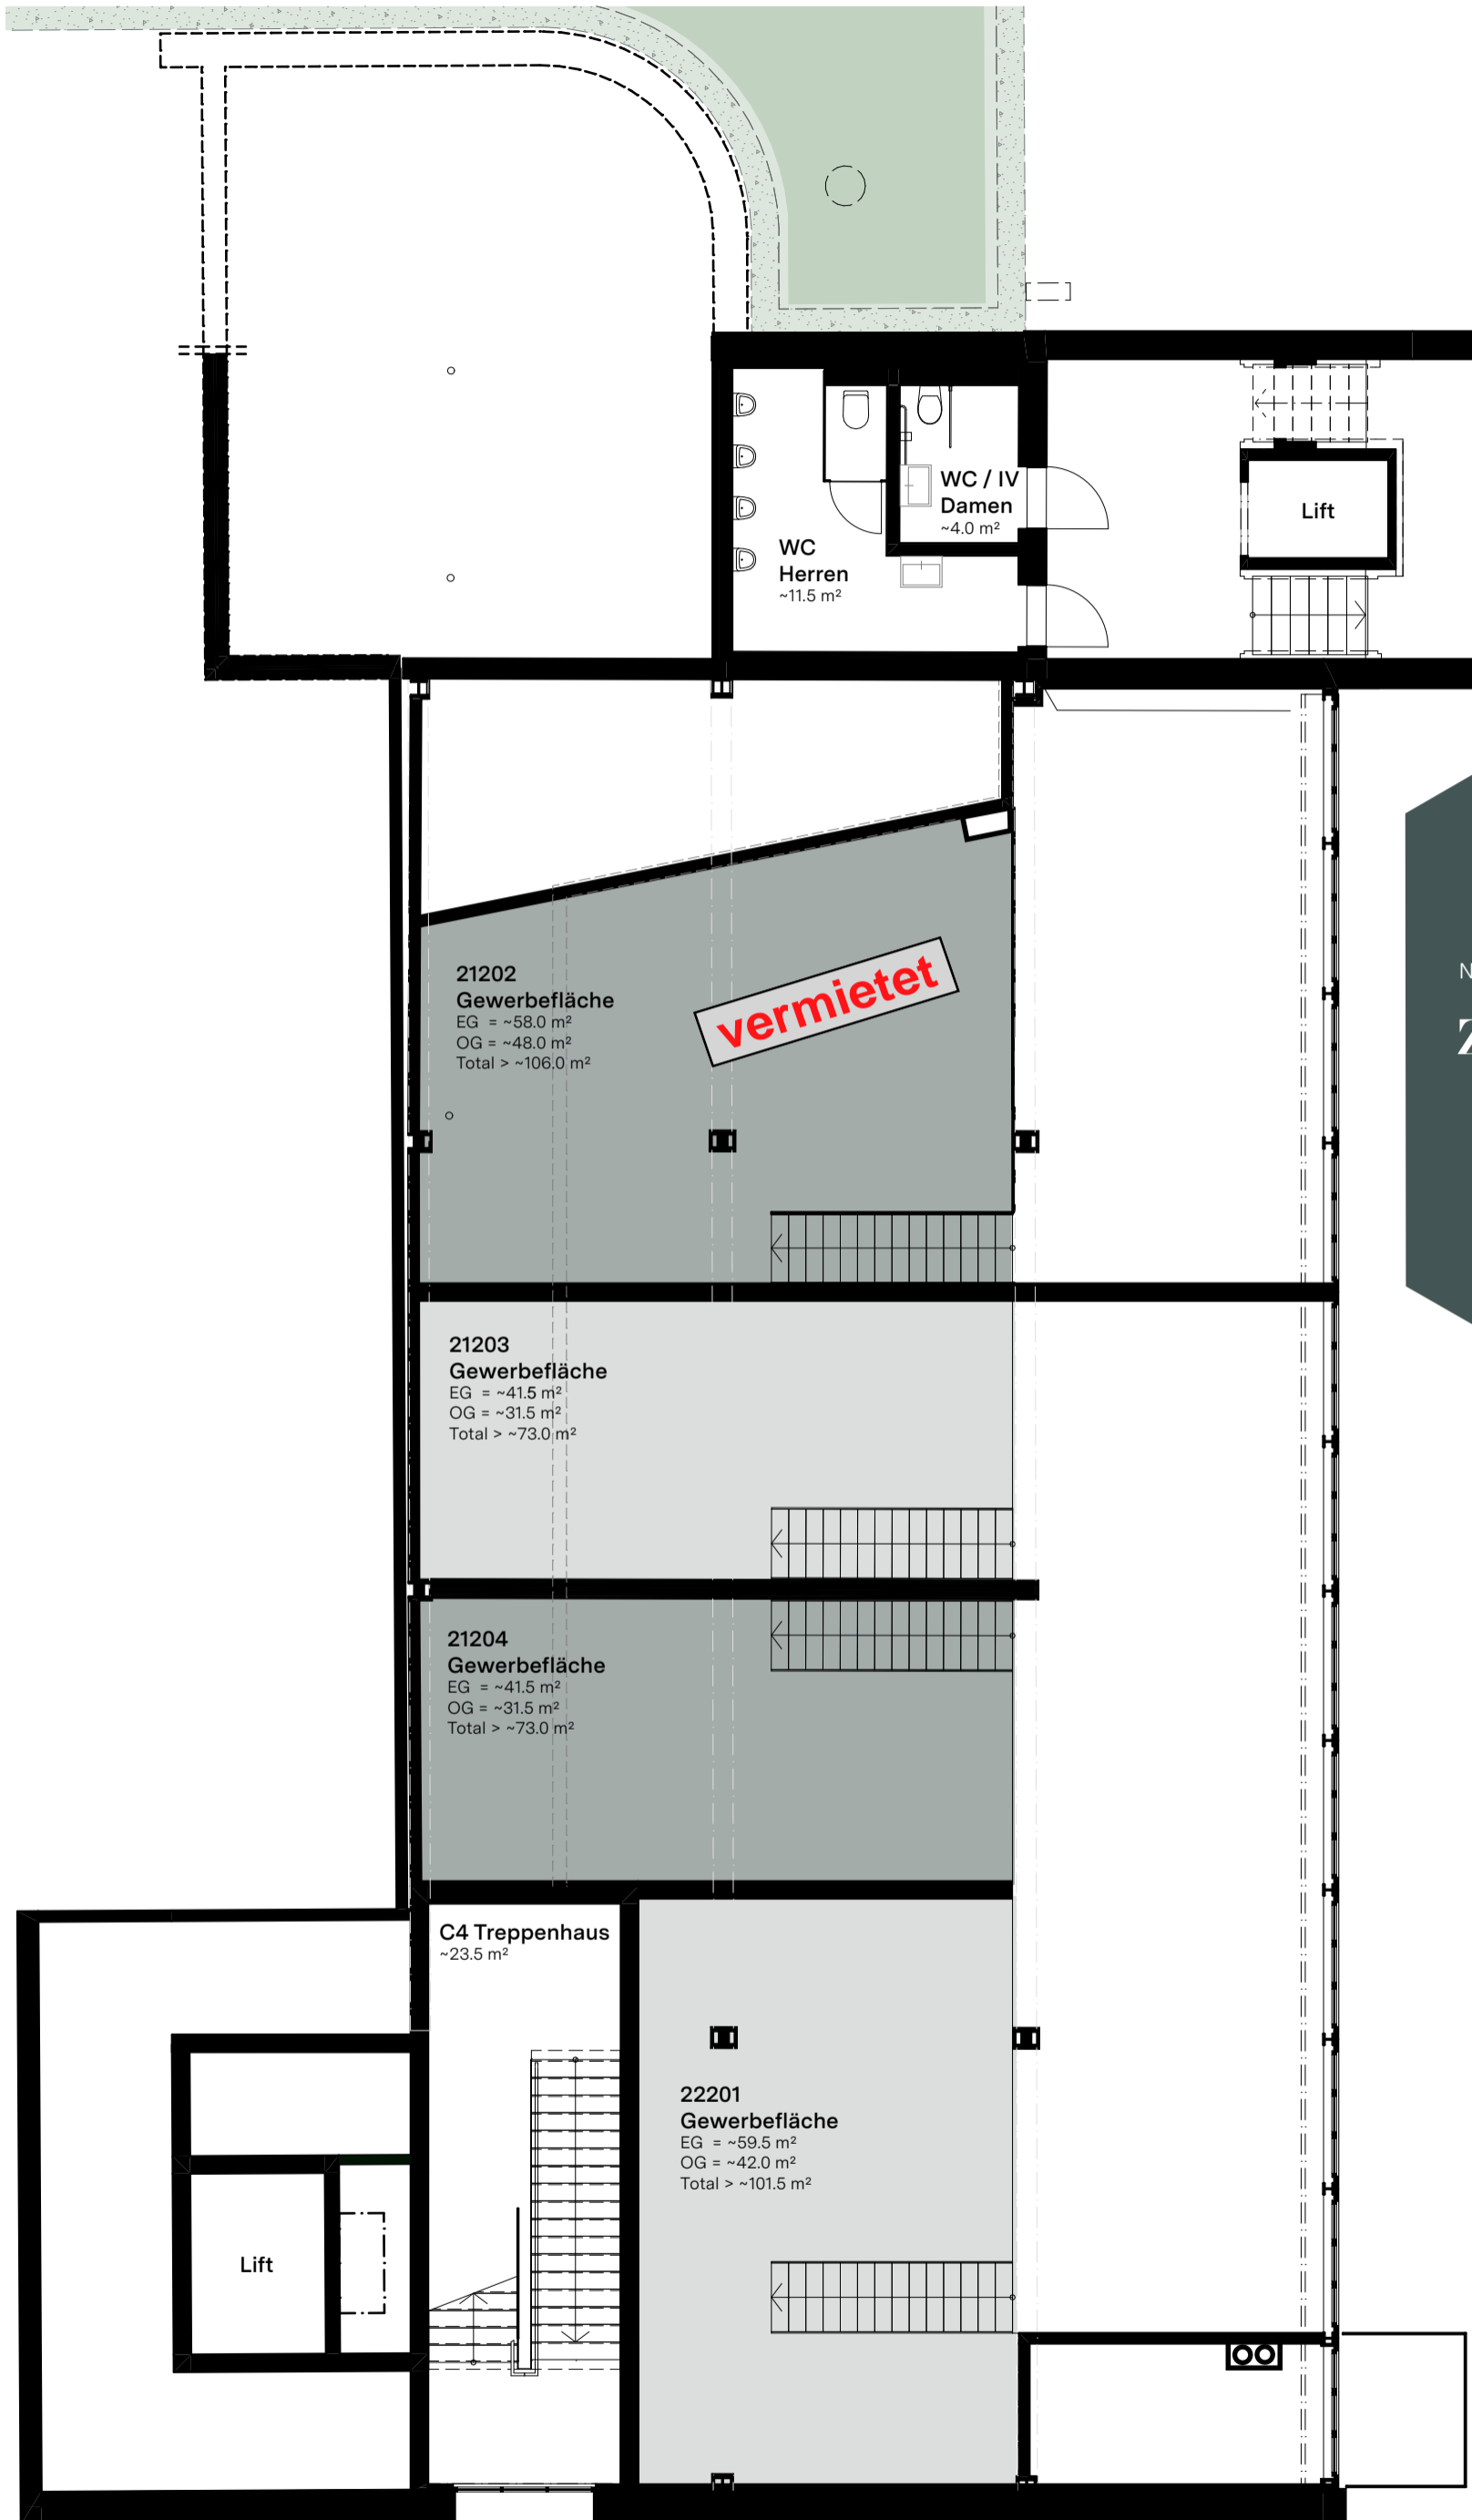 WC / IV
Damen
~4.0 m²
Lift
WC
Herren
~11.5 m²
21202
Gewerbefläche
EG = ~58.0 m²
OG = ~48.0 m²
Total > ~106.0 m²
vermietet
N
Z
21203
Gewerbefläche
EG = ~41.5 m²
OG = ~31.5 m²
Total > ~73.0 m²
21204
Gewerbefläche
EG = ~41.5 m²
OG = ~31.5 m²
Total > ~73.0 m²
C4 Treppenhaus
~23.5 m²
22201
Gewerbefläche
EG = ~59.5 m²
OG = ~42.0 m²
Total > ~101.5 m²
Lift